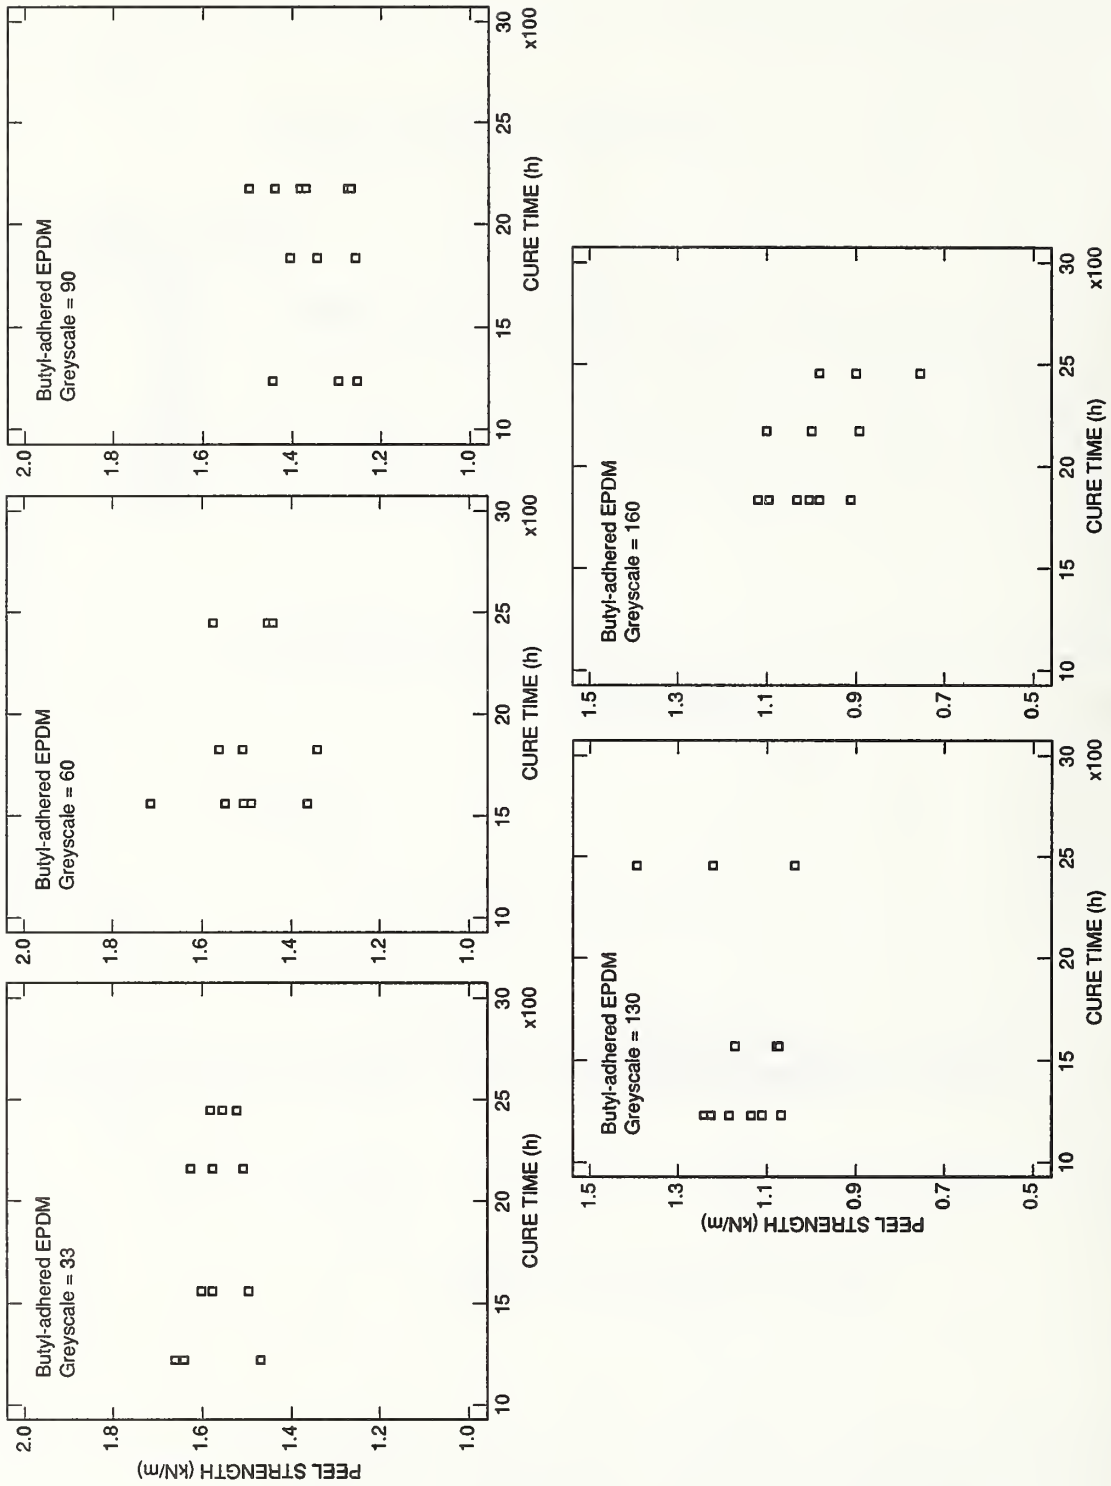 Butyl-adhered EPDM
Greyscale = 33
PEEL STRENGTH (kN/m)
2.0
1.8
1.6
1.4
1.2
1.0
10
15
20
25
30
CURE TIME (h)
x100
Butyl-adhered EPDM
Greyscale = 60
2.0
1.8
1.6
1.4
1.2
1.0
10
15
20
25
30
CURE TIME (h)
x100
Butyl-adhered EPDM
Greyscale = 90
2.0
1.8
1.6
1.4
1.2
1.0
10
15
20
25
30
CURE TIME (h)
x100
Butyl-adhered EPDM
Greyscale = 130
PEEL STRENGTH (kN/m)
1.5
1.3
1.1
0.9
0.7
0.5
10
15
20
25
30
x100
CURE TIME (h)
Butyl-adhered EPDM
Greyscale = 160
1.5
1.3
1.1
0.9
0.7
0.5
10
15
20
25
30
x100
CURE TIME (h)